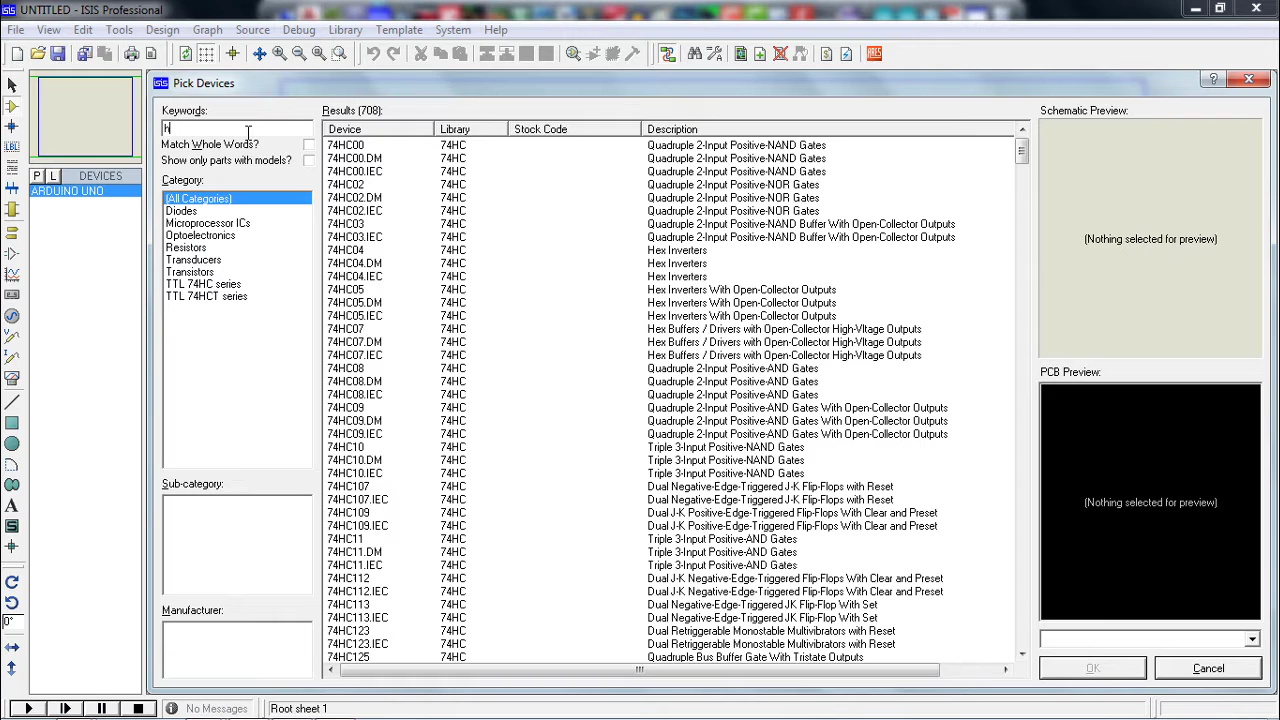 UNTITLED - ISIS Professional
File View Edit Tools Design Graph Source Debug Library Template System Help
ARES
Pick Devices
Keywords:
h
Match Whole Words?
Show only parts with models?
Category:
(All Categories)
Diodes
Microprocessor ICs
Optoelectronics
Resistors
Transducers
Transistors
TTL 74HC series
TTL 74HCT series
Sub-category:
Manufacturer:
LBL
P L DEVICES
ARDUINO UNO
A
S
0°
Results (708):
Device Library Stock Code Description
74HC00 74HC Quadruple 2-Input Positive-NAND Gates
74HC00.DM 74HC Quadruple 2-Input Positive-NAND Gates
74HC00.IEC 74HC Quadruple 2-Input Positive-NAND Gates
74HC02 74HC Quadruple 2-Input Positive-NOR Gates
74HC02.DM 74HC Quadruple 2-Input Positive-NOR Gates
74HC02.IEC 74HC Quadruple 2-Input Positive-NOR Gates
74HC03 74HC Quadruple 2-Input Positive-NAND Buffer With Open-Collector Outputs
74HC03.IEC 74HC Quadruple 2-Input Positive-NAND Buffer With Open-Collector Outputs
74HC04 74HC Hex Inverters
74HC04.DM 74HC Hex Inverters
74HC04.IEC 74HC Hex Inverters
74HC05 74HC Hex Inverters With Open-Collector Outputs
74HC05.DM 74HC Hex Inverters With Open-Collector Outputs
74HC05.IEC 74HC Hex Inverters With Open-Collector Outputs
74HC07 74HC Hex Buffers / Drivers with Open-Collector High-Vltage Outputs
74HC07.DM 74HC Hex Buffers / Drivers with Open-Collector High-Vltage Outputs
74HC07.IEC 74HC Hex Buffers / Drivers with Open-Collector High-Vltage Outputs
74HC08 74HC Quadruple 2-Input Positive-AND Gates
74HC08.DM 74HC Quadruple 2-Input Positive-AND Gates
74HC08.IEC 74HC Quadruple 2-Input Positive-AND Gates
74HC09 74HC Quadruple 2-Input Positive-AND Gates With Open-Collector Outputs
74HC09.DM 74HC Quadruple 2-Input Positive-AND Gates With Open-Collector Outputs
74HC09.IEC 74HC Quadruple 2-Input Positive-AND Gates With Open-Collector Outputs
74HC10 74HC Triple 3-Input Positive-NAND Gates
74HC10.DM 74HC Triple 3-Input Positive-NAND Gates
74HC10.IEC 74HC Triple 3-Input Positive-NAND Gates
74HC107 74HC Dual Negative-Edge-Triggered J-K Flip-Flops with Reset
74HC107.IEC 74HC Dual Negative-Edge-Triggered J-K Flip-Flops with Reset
74HC109 74HC Dual J-K Positive-Edge-Triggered Flip-Flops With Clear and Preset
74HC109.IEC 74HC Dual J-K Positive-Edge-Triggered Flip-Flops With Clear and Preset
74HC11 74HC Triple 3-Input Positive-AND Gates
74HC11.DM 74HC Triple 3-Input Positive-AND Gates
74HC11.IEC 74HC Triple 3-Input Positive-AND Gates
74HC112 74HC Dual J-K Negative-Edge-Triggered Flip-Flops With Clear and Preset
74HC112.IEC 74HC Dual J-K Negative-Edge-Triggered Flip-Flops With Clear and Preset
74HC113 74HC Dual Negative-Edge-Triggered JK Flip-Flop With Set
74HC113.IEC 74HC Dual Negative-Edge-Triggered JK Flip-Flop With Set
74HC123 74HC Dual Retriggerable Monostable Multivibrators with Reset
74HC123.IEC 74HC Dual Retriggerable Monostable Multivibrators with Reset
74HC125 74HC Quadruple Bus Buffer Gate With Tristate Outputs
Schematic Preview:
(Nothing selected for preview)
PCB Preview:
(Nothing selected for preview)
OK Cancel
No Messages Root sheet 1